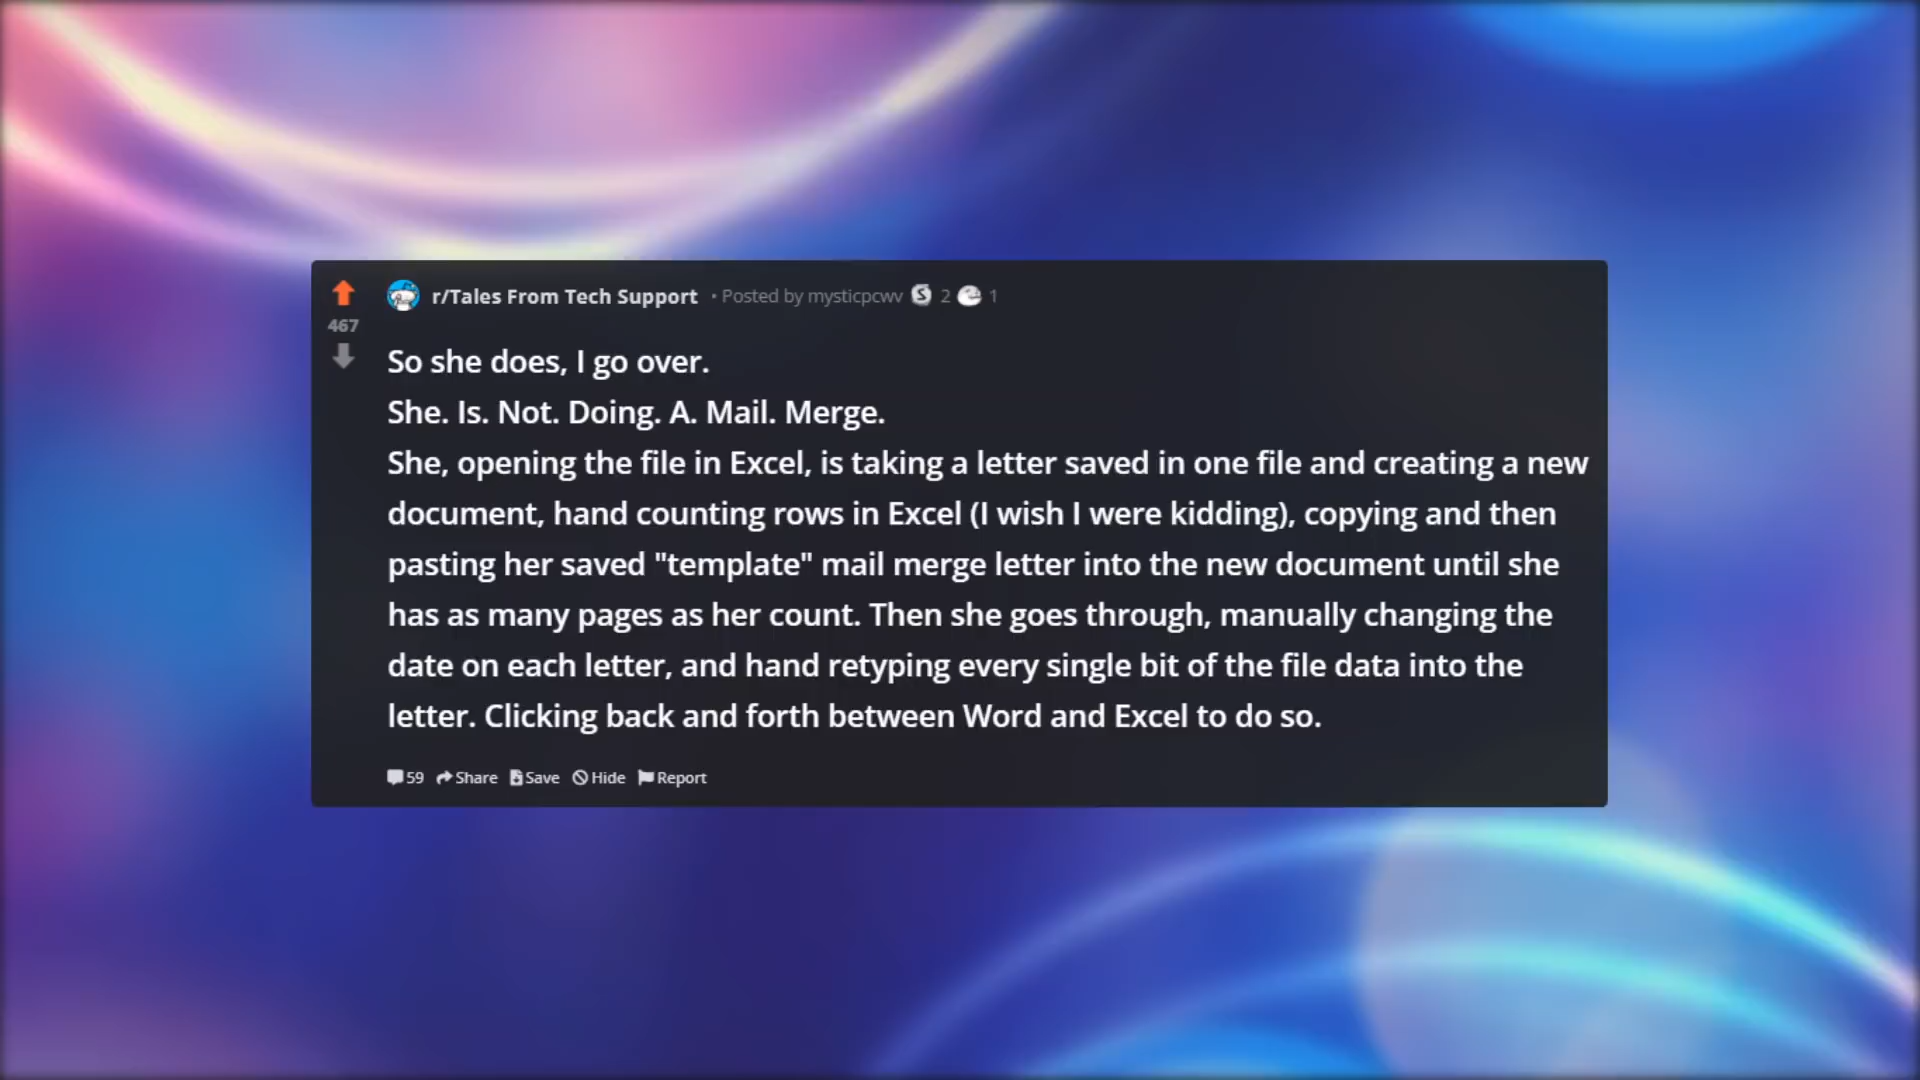 r/Tales From Tech Support · Posted by mysticpcwv 2 1
467
So she does, I go over.
She. Is. Not. Doing. A. Mail. Merge.
She, opening the file in Excel, is taking a letter saved in one file and creating a new
document, hand counting rows in Excel (I wish I were kidding), copying and then
pasting her saved "template" mail merge letter into the new document until she
has as many pages as her count. Then she goes through, manually changing the
date on each letter, and hand retyping every single bit of the file data into the
letter. Clicking back and forth between Word and Excel to do so.
59 Share Save Hide Report